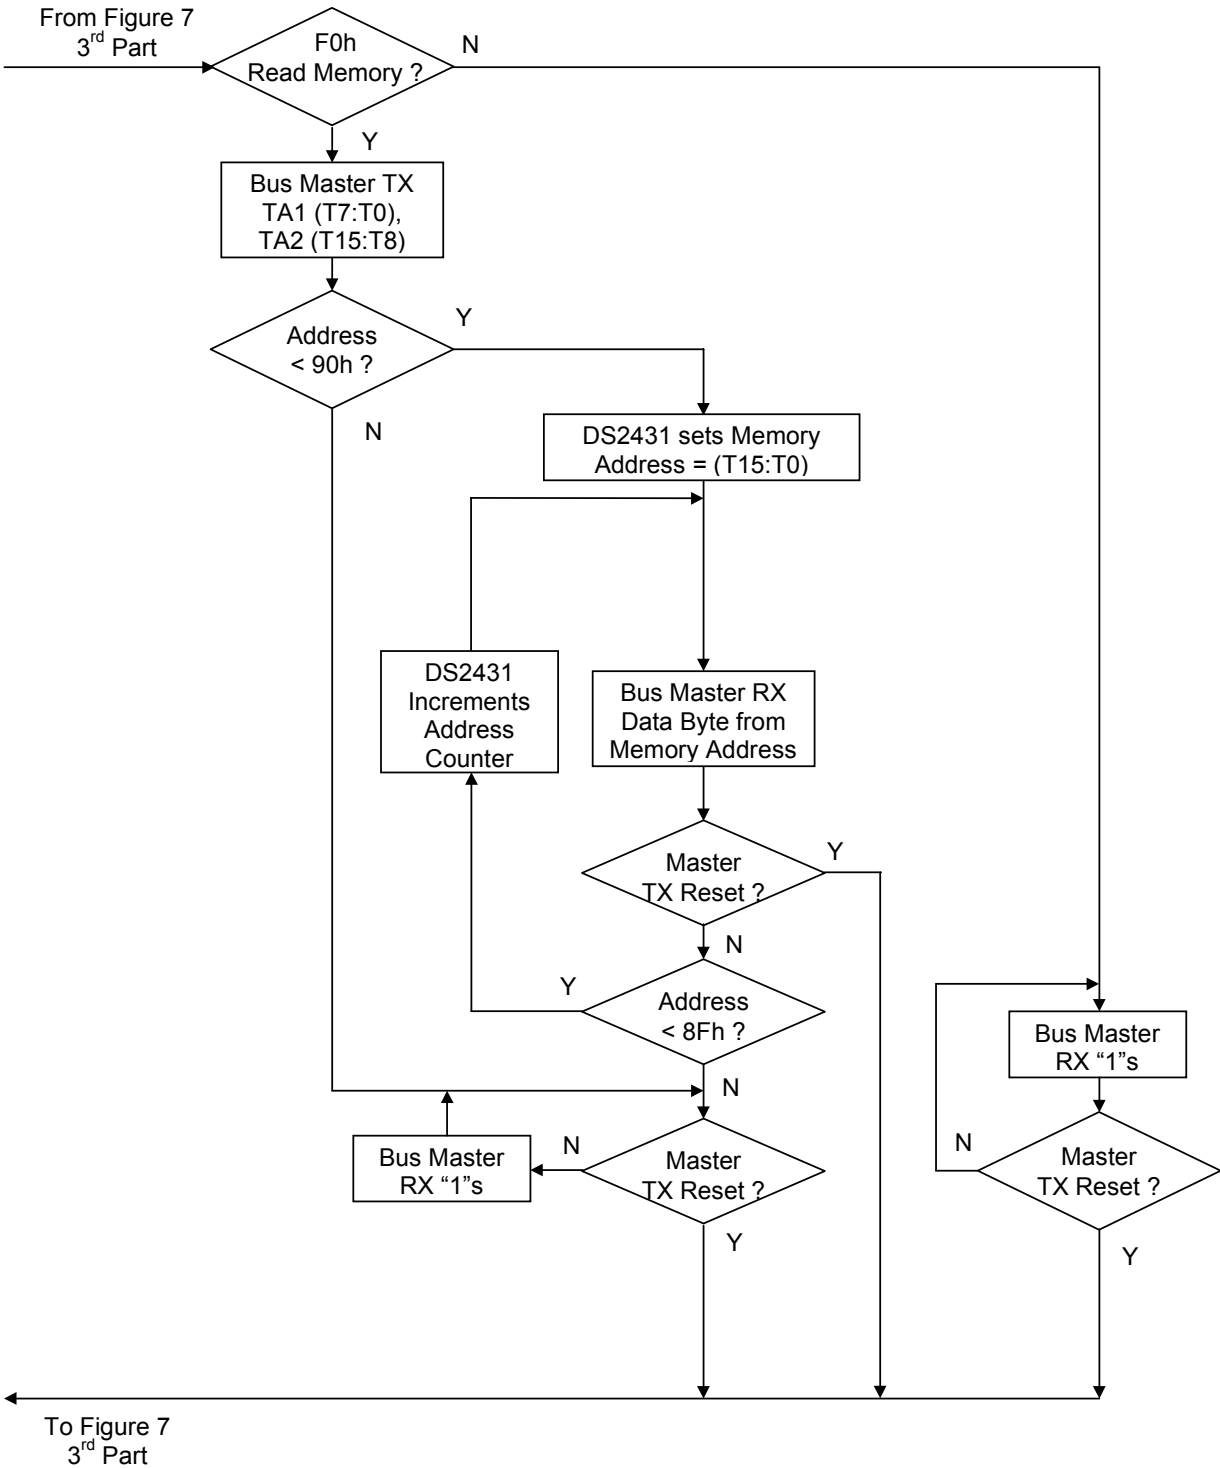 From Figure 7
3rd Part
F0h
Read Memory ?
N
Y
Bus Master TX
TA1 (T7:T0),
TA2 (T15:T8)
Address
< 90h ?
Y
N
DS2431 sets Memory
Address = (T15:T0)
DS2431
Increments
Address
Counter
Bus Master RX
Data Byte from
Memory Address
Master
TX Reset ?
Y
N
Address
< 8Fh ?
Y
N
Bus Master
RX “1”s
N
Master
TX Reset ?
Y
Bus Master
RX “1”s
Master
TX Reset ?
N
Y
To Figure 7
3rd Part